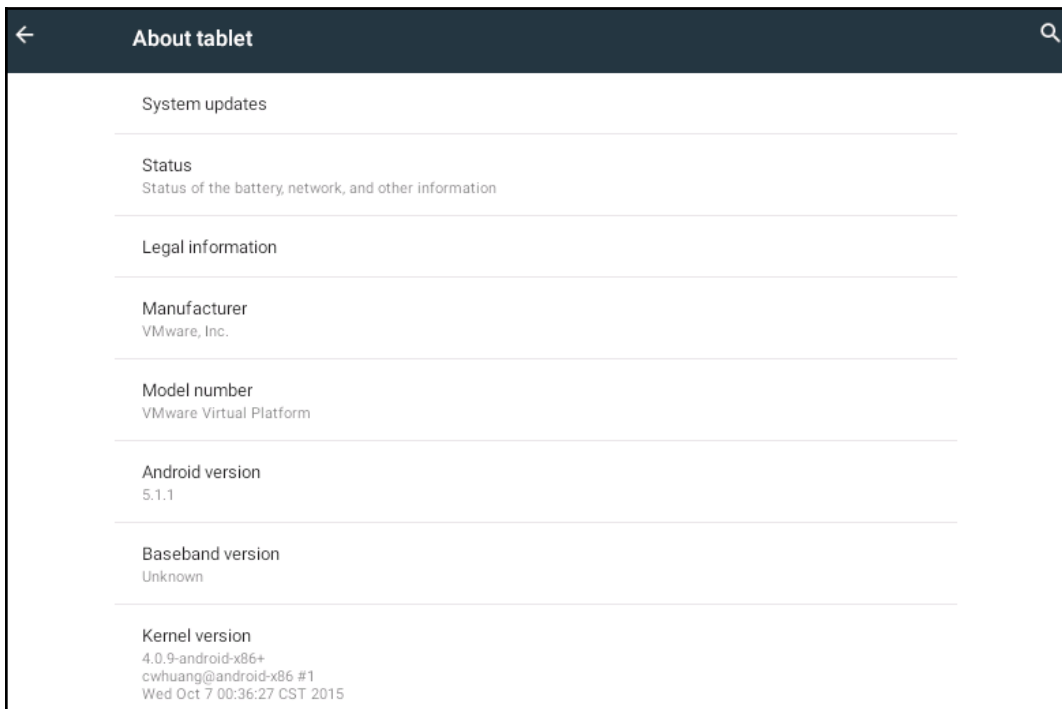 About tablet
System updates
Status
Status of the battery, network, and other information
Legal information
Manufacturer
VMware, Inc.
Model number
VMware Virtual Platform
Android version
5.1.1
Baseband version
Unknown
Kernel version
4.0.9-android-x86+
cwhuang@android-x86 #1
Wed Oct 7 00:36:27 CST 2015